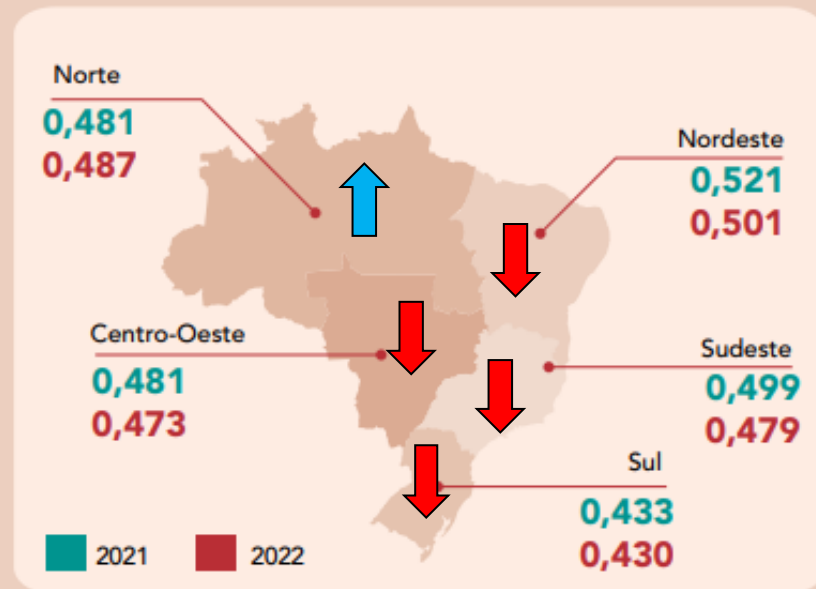 Norte
0,481
0,487
Nordeste
0,521
0,501
Centro-Oeste
0,481
0,473
Sudeste
0,499
0,479
Sul
0,433
0,430
2021 2022